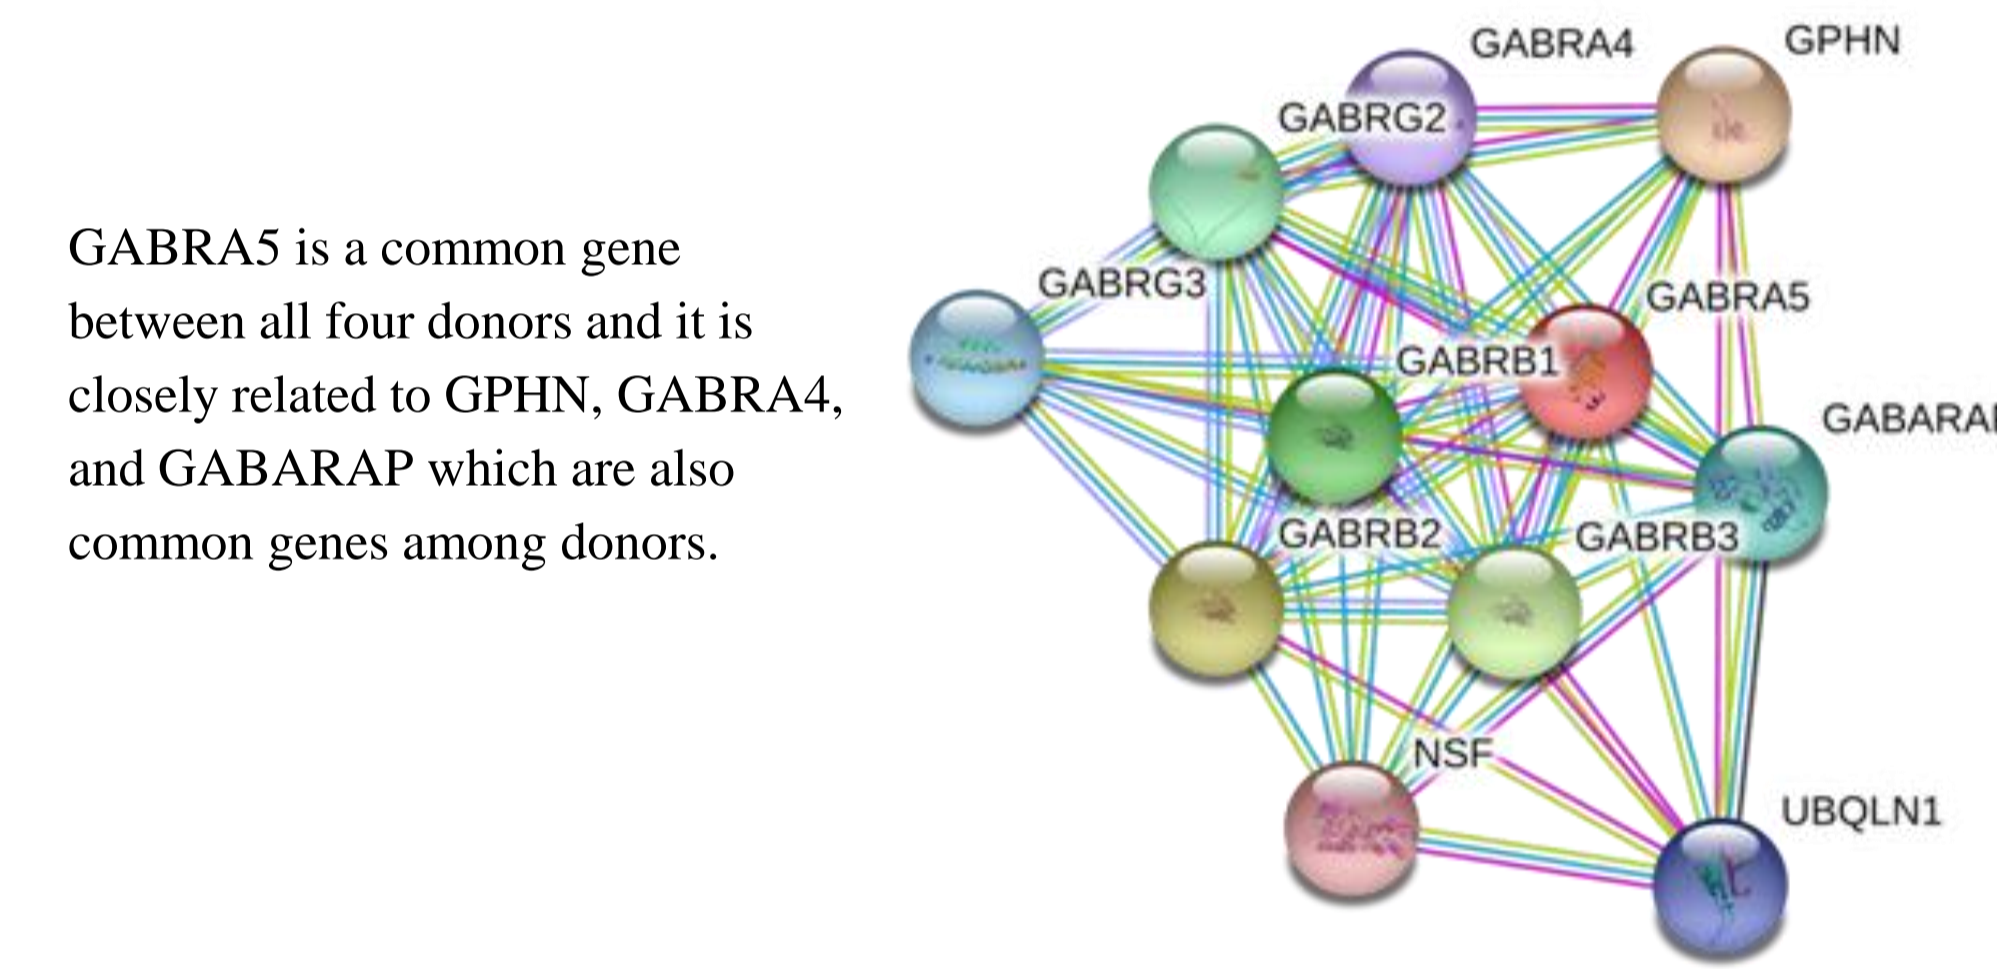 GABRA5 is a common gene
between all four donors and it is
closely related to GPHN, GABRA4,
and GABARAP which are also
common genes among donors.
GABRA4
GPHN
GABRG2
GABRG3
GABRA5
GABRB1
GABARA
GABRB2
GABRB3
NSF
UBQLN1